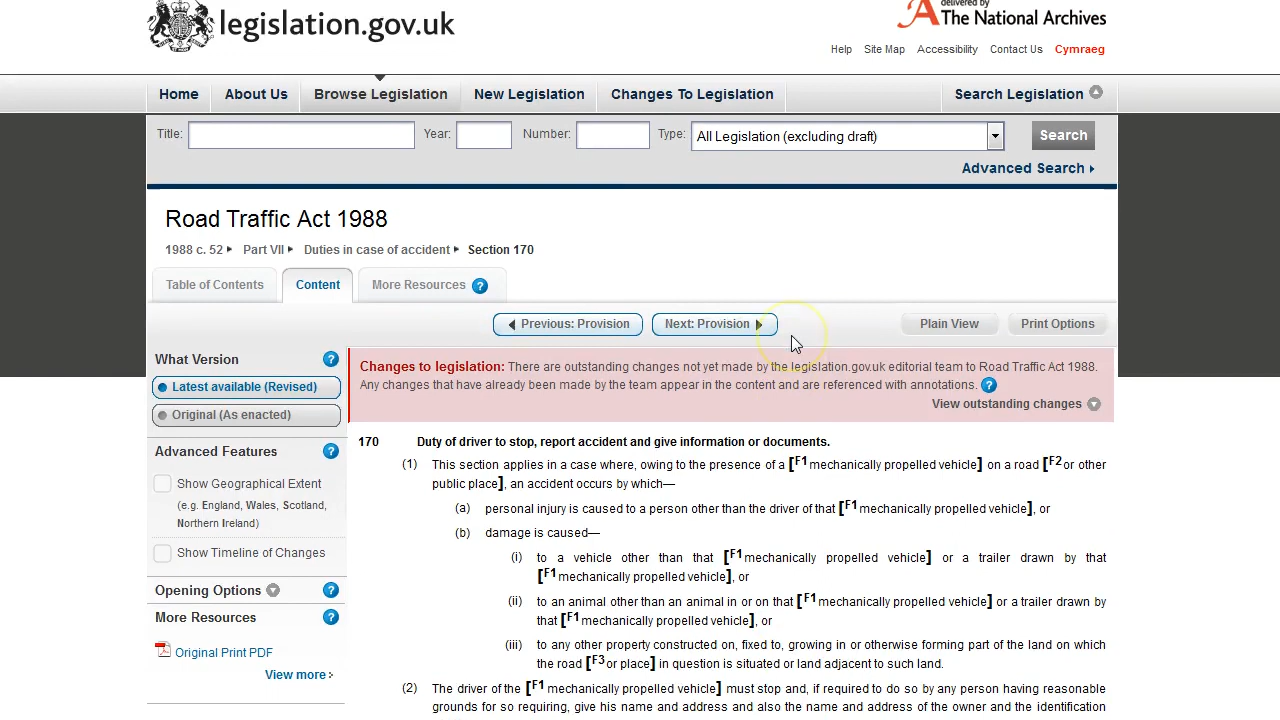 legislation.gov.uk
delivered by
The National Archives
Help Site Map Accessibility Contact Us Cymraeg
Home About Us Browse Legislation New Legislation Changes To Legislation Search Legislation
Title: Year: Number: Type: All Legislation (excluding draft) Search
Advanced Search
Road Traffic Act 1988
1988 c. 52 Part VII Duties in case of accident Section 170
Table of Contents Content More Resources ?
Previous: Provision Next: Provision Plain View Print Options
What Version ?
Latest available (Revised)
Original (As enacted)
Advanced Features ?
Show Geographical Extent
(e.g. England, Wales, Scotland,
Northern Ireland)
Show Timeline of Changes
Opening Options ?
More Resources ?
Original Print PDF
View more
Changes to legislation: There are outstanding changes not yet made by the legislation.gov.uk editorial team to Road Traffic Act 1988.
Any changes that have already been made by the team appear in the content and are referenced with annotations. ?
View outstanding changes
170 Duty of driver to stop, report accident and give information or documents.
(1) This section applies in a case where, owing to the presence of a [F1 mechanically propelled vehicle] on a road [F2 or other
public place], an accident occurs by which—
(a) personal injury is caused to a person other than the driver of that [F1 mechanically propelled vehicle], or
(b) damage is caused—
(i) to a vehicle other than that [F1 mechanically propelled vehicle] or a trailer drawn by that
[F1 mechanically propelled vehicle], or
(ii) to an animal other than an animal in or on that [F1 mechanically propelled vehicle] or a trailer drawn by
that [F1 mechanically propelled vehicle], or
(iii) to any other property constructed on, fixed to, growing in or otherwise forming part of the land on which
the road [F3 or place] in question is situated or land adjacent to such land.
(2) The driver of the [F1 mechanically propelled vehicle] must stop and, if required to do so by any person having reasonable
grounds for so requiring, give his name and address and also the name and address of the owner and the identification